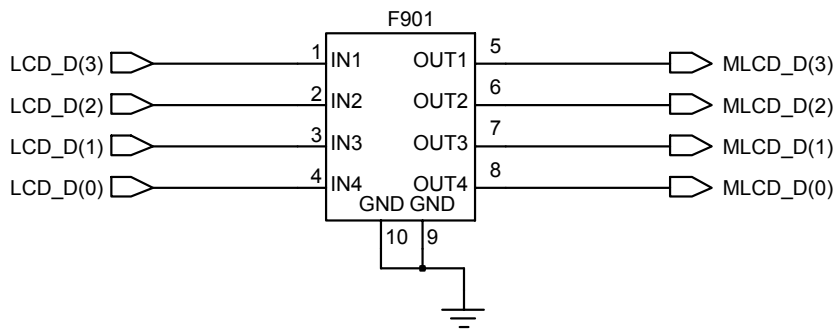 F901
LCD_D(3) 1 IN1 OUT1 5 MLCD_D(3)
LCD_D(2) 2 IN2 OUT2 6 MLCD_D(2)
LCD_D(1) 3 IN3 OUT3 7 MLCD_D(1)
LCD_D(0) 4 IN4 OUT4 8 MLCD_D(0)
GND GND
10 9